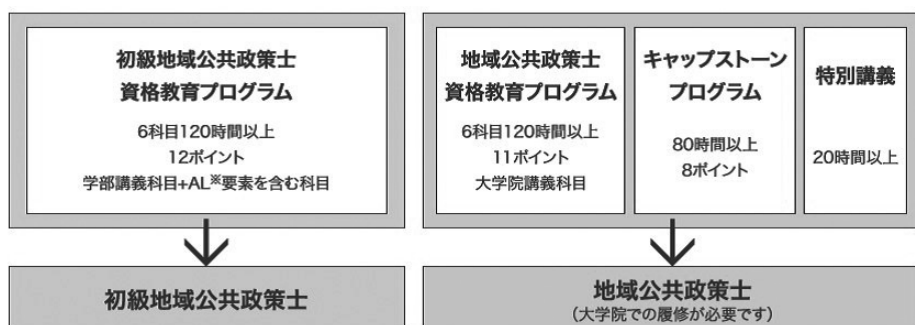 初級地域公共政策士
資格教育プログラム
6科目120時間以上
12ポイント
学部講義科目+AL※要素を含む科目
地域公共政策士
資格教育プログラム
6科目120時間以上
11ポイント
大学院講義科目
キャップストーン
プログラム
80時間以上
8ポイント
特別講義
20時間以上
初級地域公共政策士
地域公共政策士
(大学院での履修が必要です)